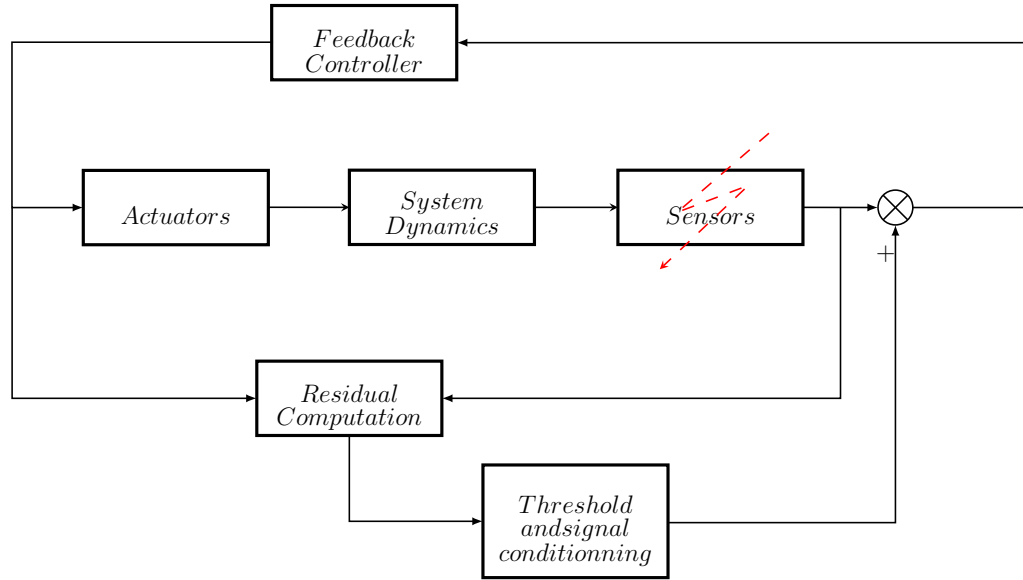 Feedback
Controller
Actuators
System
Dynamics
Sensors
+
Residual
Computation
Threshold
andsignal
conditionning